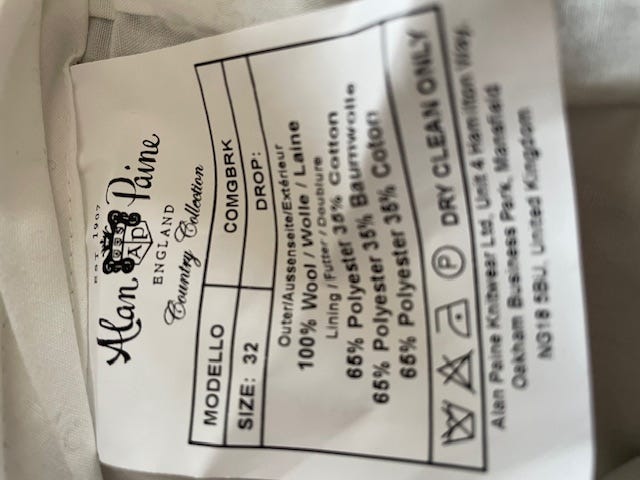 EST 1907
Alan Paine
ENGLAND
Country Collection
MODELLO COMGBRK
SIZE: 32 DROP:
Outer/Aussenseite/Extérieur
100% Wool / Wolle / Laine
Lining / Futter / Doublure
65% Polyester 35% Cotton
65% Polyester 35% Baumwolle
65% Polyester 35% Coton
P DRY CLEAN ONLY
Alan Paine Knitwear Ltd, Unit 4 Hamilton Way,
Oakham Business Park, Mansfield
NG18 5BU, United Kingdom